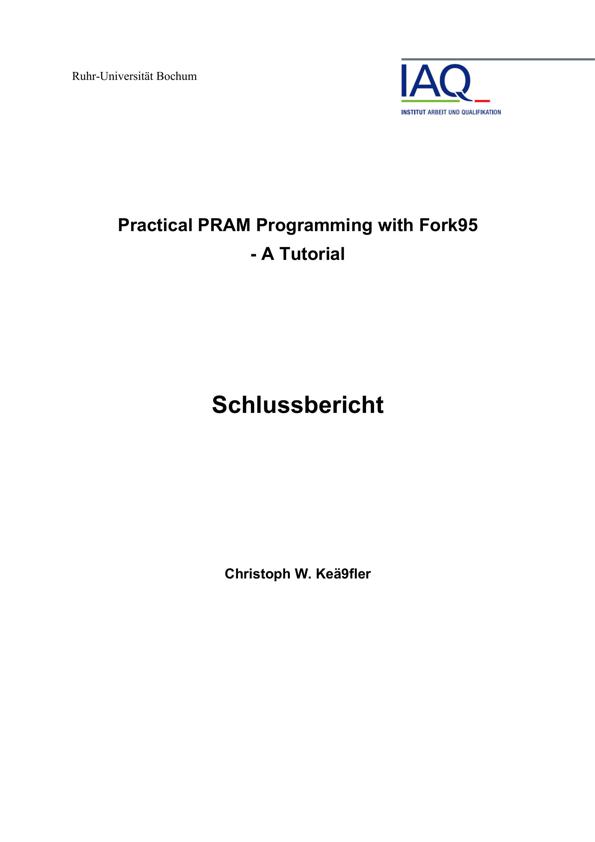 Ruhr-Universität Bochum
IAQ
INSTITUT ARBEIT UND QUALIFIKATION
Practical PRAM Programming with Fork95
- A Tutorial
Schlussbericht
Christoph W. Keä9fler